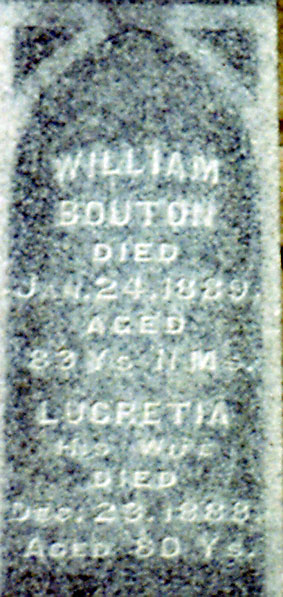 WILLIAM
BOUTON
DIED
JAN. 24, 1889.
AGED
83 Ys. 11 Ms.
LUCRETIA
HIS WIFE
DIED
DEC. 23, 1888.
AGED 80 Ys.